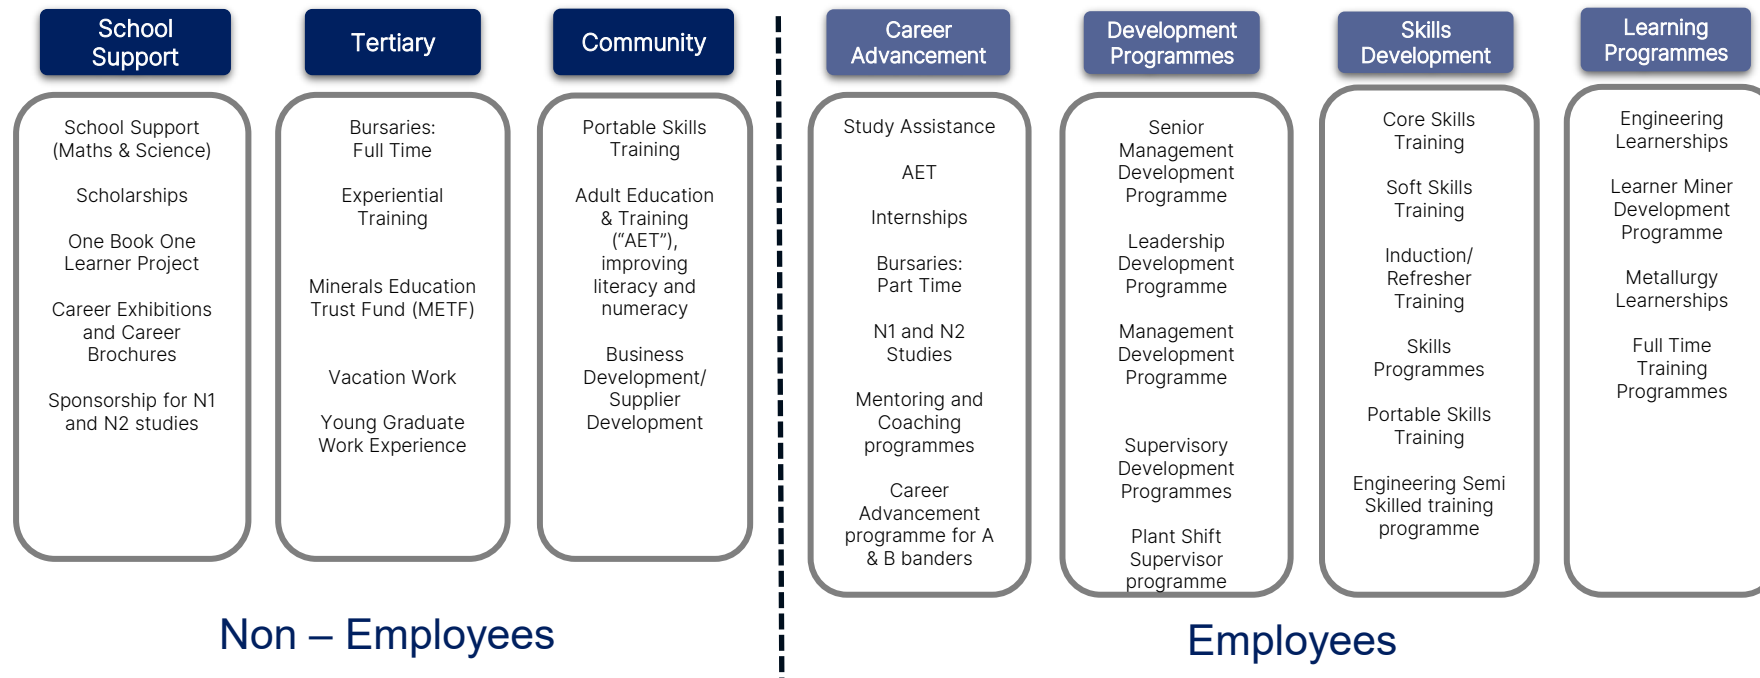 School
Support
School Support
(Maths & Science)
Scholarships
One Book One
Learner Project
Career Exhibitions
and Career
Brochures
Sponsorship for N1
and N2 studies
Tertiary
Bursaries:
Full Time
Experiential
Training
Minerals Education
Trust Fund (METF)
Vacation Work
Young Graduate
Work Experience
Community
Portable Skills
Training
Adult Education
& Training
(“AET”),
improving
literacy and
numeracy
Business
Development/
Supplier
Development
Non – Employees
Career
Advancement
Study Assistance
AET
Internships
Bursaries:
Part Time
N1 and N2
Studies
Mentoring and
Coaching
programmes
Career
Advancement
programme for A
& B banders
Development
Programmes
Senior
Management
Development
Programme
Leadership
Development
Programme
Management
Development
Programme
Supervisory
Development
Programmes
Plant Shift
Supervisor
programme
Skills
Development
Core Skills
Training
Soft Skills
Training
Induction/
Refresher
Training
Skills
Programmes
Portable Skills
Training
Engineering Semi
Skilled training
programme
Learning
Programmes
Engineering
Learnerships
Learner Miner
Development
Programme
Metallurgy
Learnerships
Full Time
Training
Programmes
Employees